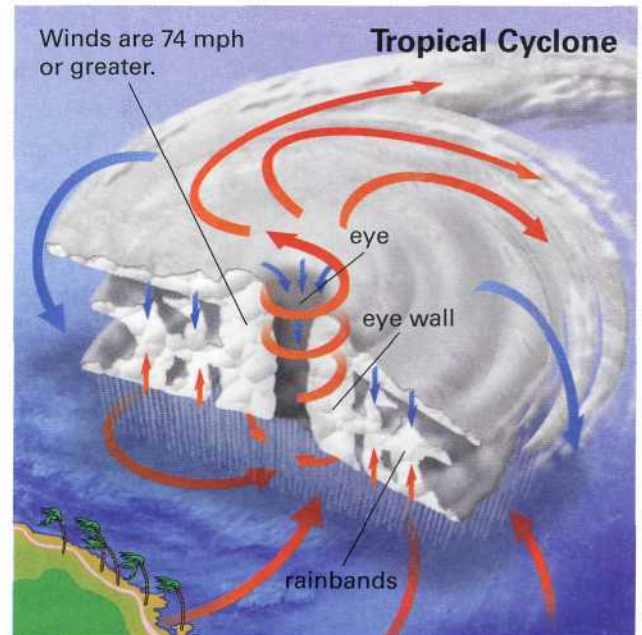 Winds are 74 mph
or greater.
Tropical Cyclone
eye
eye wall
rainbands